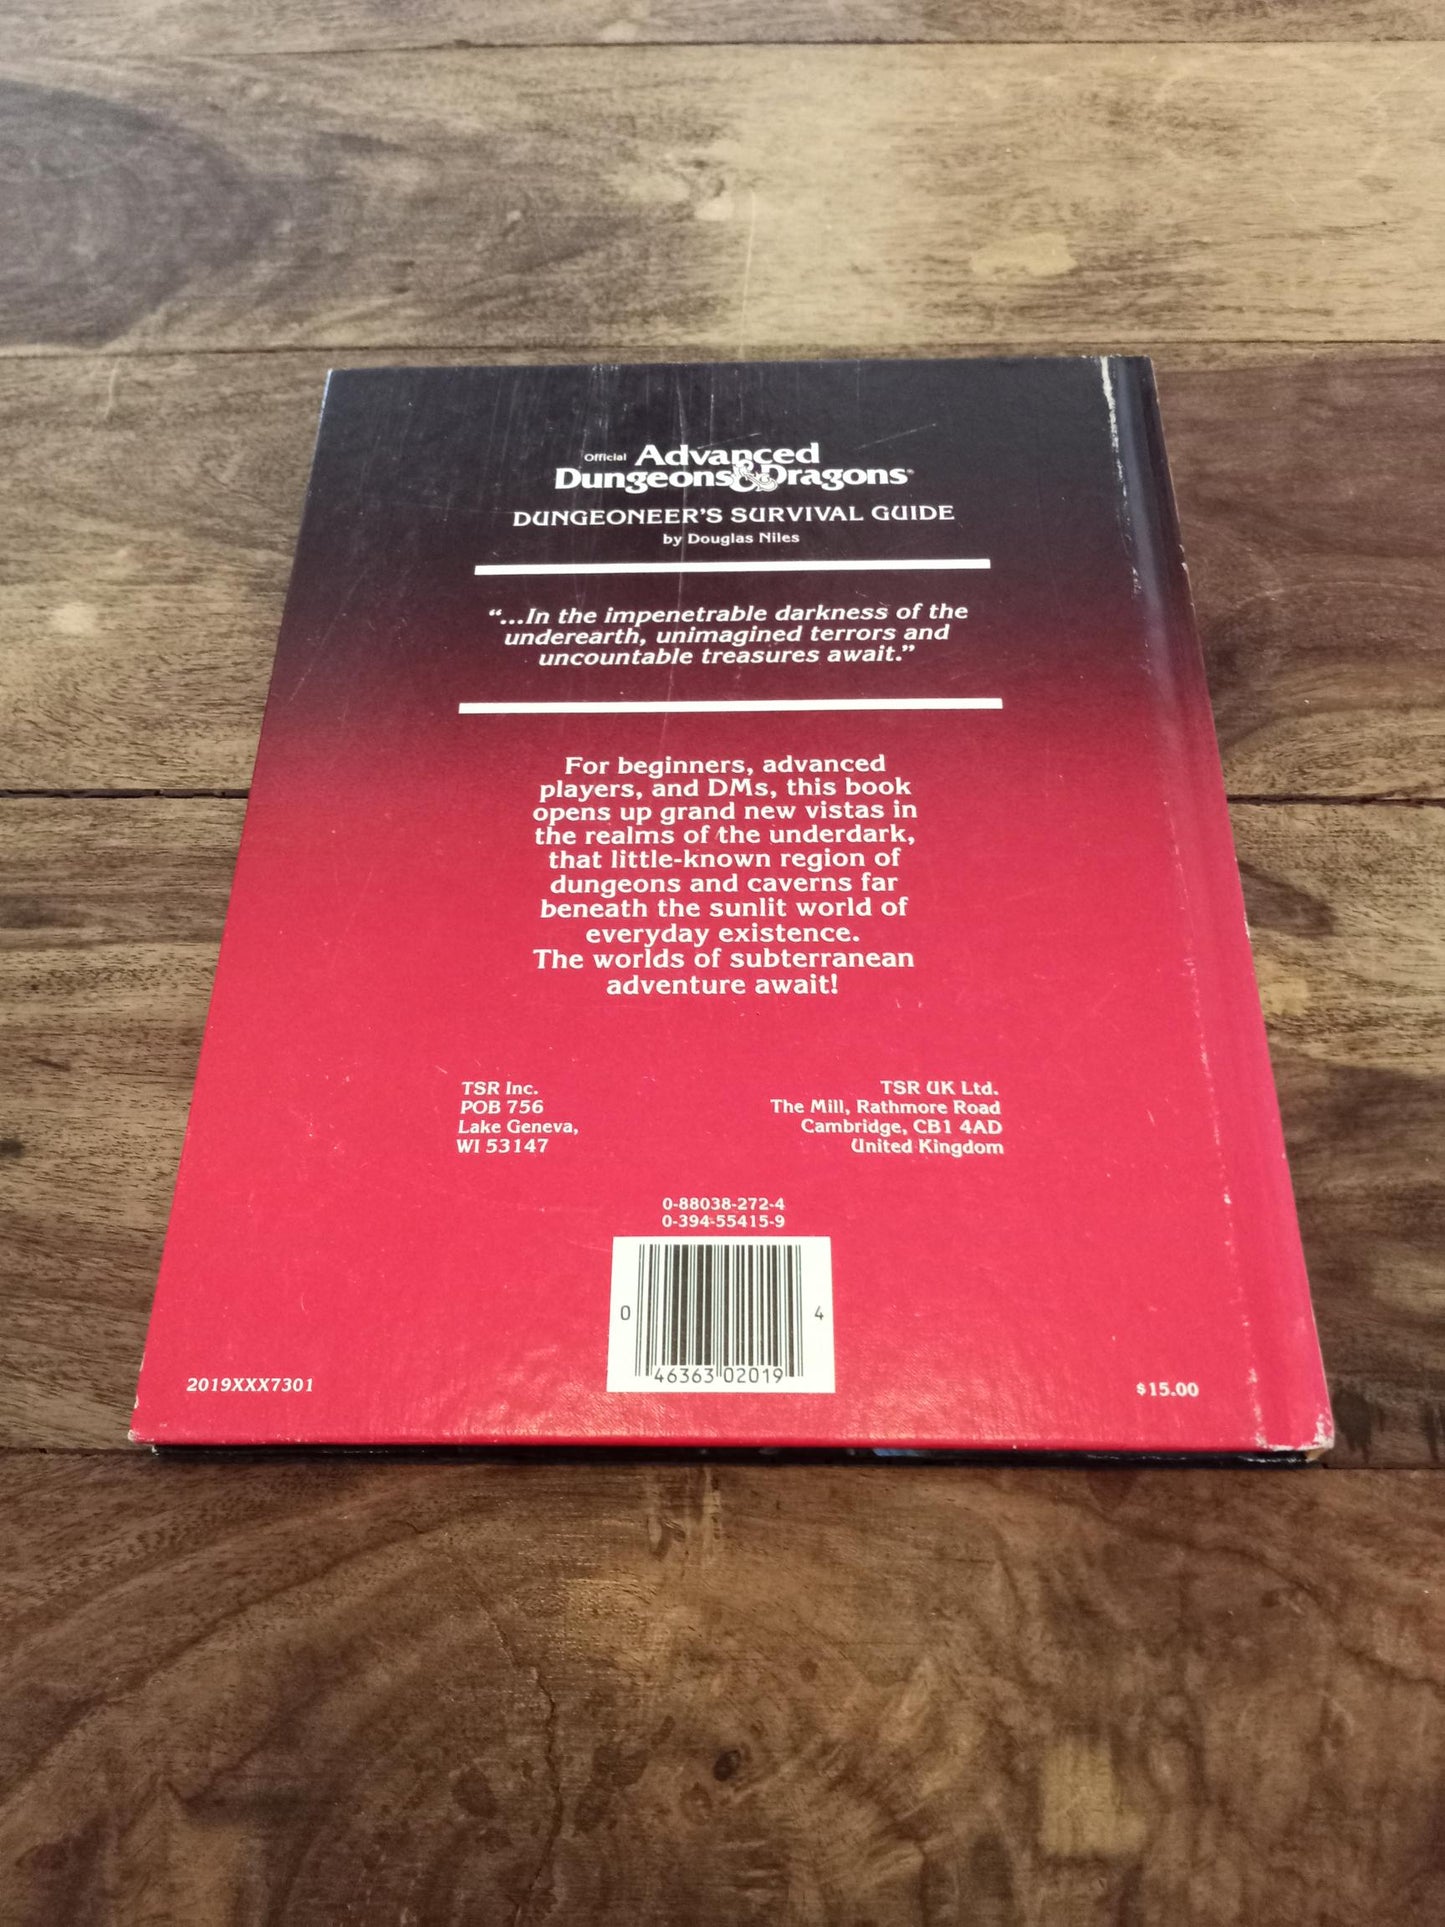 Official Advanced
Dungeons & Dragons®
DUNGEONEER'S SURVIVAL GUIDE
by Douglas Niles
“...In the impenetrable darkness of the
underearth, unimagined terrors and
uncountable treasures await.”
For beginners, advanced
players, and DMs, this book
opens up grand new vistas in
the realms of the underdark,
that little-known region of
dungeons and caverns far
beneath the sunlit world of
everyday existence.
The worlds of subterranean
adventure await!
TSR Inc.
POB 756
Lake Geneva,
WI 53147
TSR UK Ltd.
The Mill, Rathmore Road
Cambridge, CB1 4AD
United Kingdom
0-88038-272-4
0-394-55415-9
0 46363 02019 4
2019XXX7301
$15.00